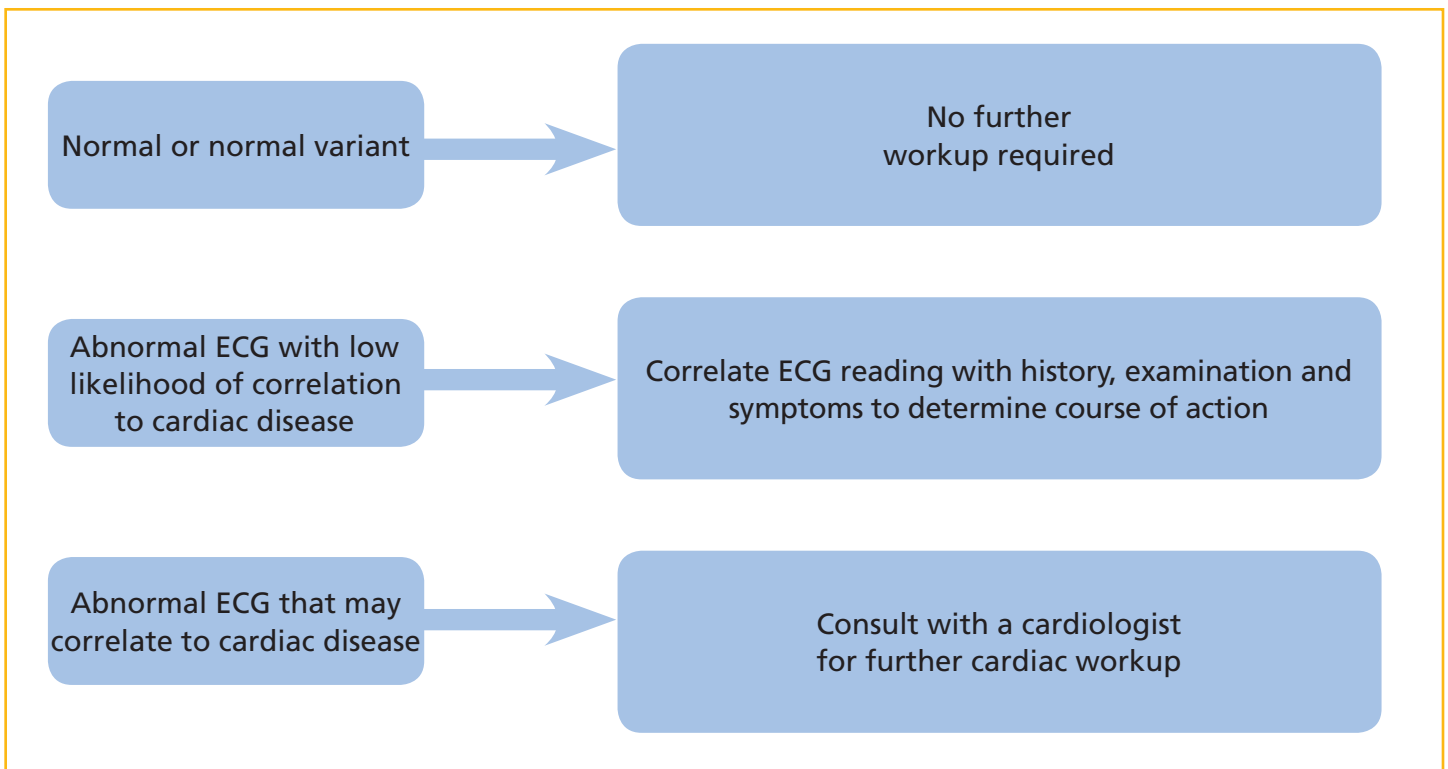 Normal or normal variant
No further
workup required
Abnormal ECG with low
likelihood of correlation
to cardiac disease
Correlate ECG reading with history, examination and
symptoms to determine course of action
Abnormal ECG that may
correlate to cardiac disease
Consult with a cardiologist
for further cardiac workup